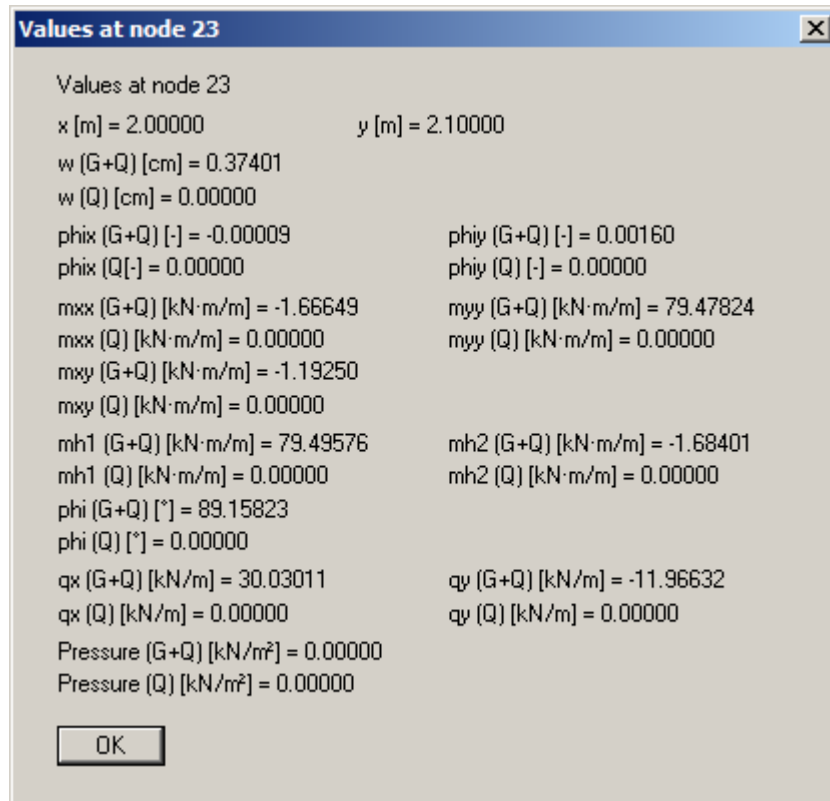 Values at node 23
Values at node 23
x [m] = 2.00000 y [m] = 2.10000
w (G+Q) [cm] = 0.37401
w (Q) [cm] = 0.00000
phix (G+Q) [-] = -0.00009 phiy (G+Q) [-] = 0.00160
phix (Q[-] = 0.00000 phiy (Q) [-] = 0.00000
mxx (G+Q) [kN·m/m] = -1.66649 myy (G+Q) [kN·m/m] = 79.47824
mxx (Q) [kN·m/m] = 0.00000 myy (Q) [kN·m/m] = 0.00000
mxy (G+Q) [kN·m/m] = -1.19250
mxy (Q) [kN·m/m] = 0.00000
mh1 (G+Q) [kN·m/m] = 79.49576 mh2 (G+Q) [kN·m/m] = -1.68401
mh1 (Q) [kN·m/m] = 0.00000 mh2 (Q) [kN·m/m] = 0.00000
phi (G+Q) [°] = 89.15823
phi (Q) [°] = 0.00000
qx (G+Q) [kN/m] = 30.03011 qy (G+Q) [kN/m] = -11.96632
qx (Q) [kN/m] = 0.00000 qy (Q) [kN/m] = 0.00000
Pressure (G+Q) [kN/m²] = 0.00000
Pressure (Q) [kN/m²] = 0.00000
OK